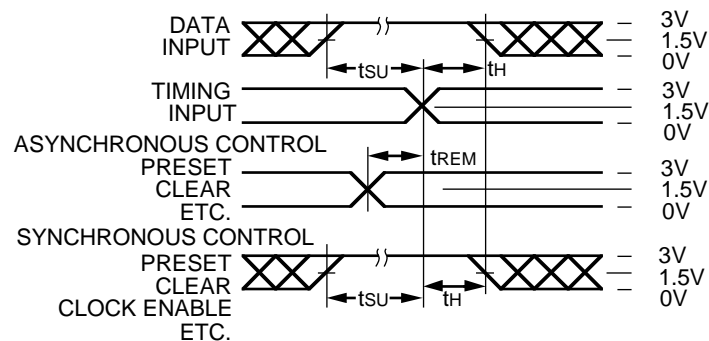 DATA
INPUT
3V
1.5V
0V
tSU
tH
TIMING
INPUT
3V
1.5V
0V
ASYNCHRONOUS CONTROL
PRESET
CLEAR
ETC.
tREM
3V
1.5V
0V
SYNCHRONOUS CONTROL
PRESET
CLEAR
CLOCK ENABLE
ETC.
tSU
tH
3V
1.5V
0V